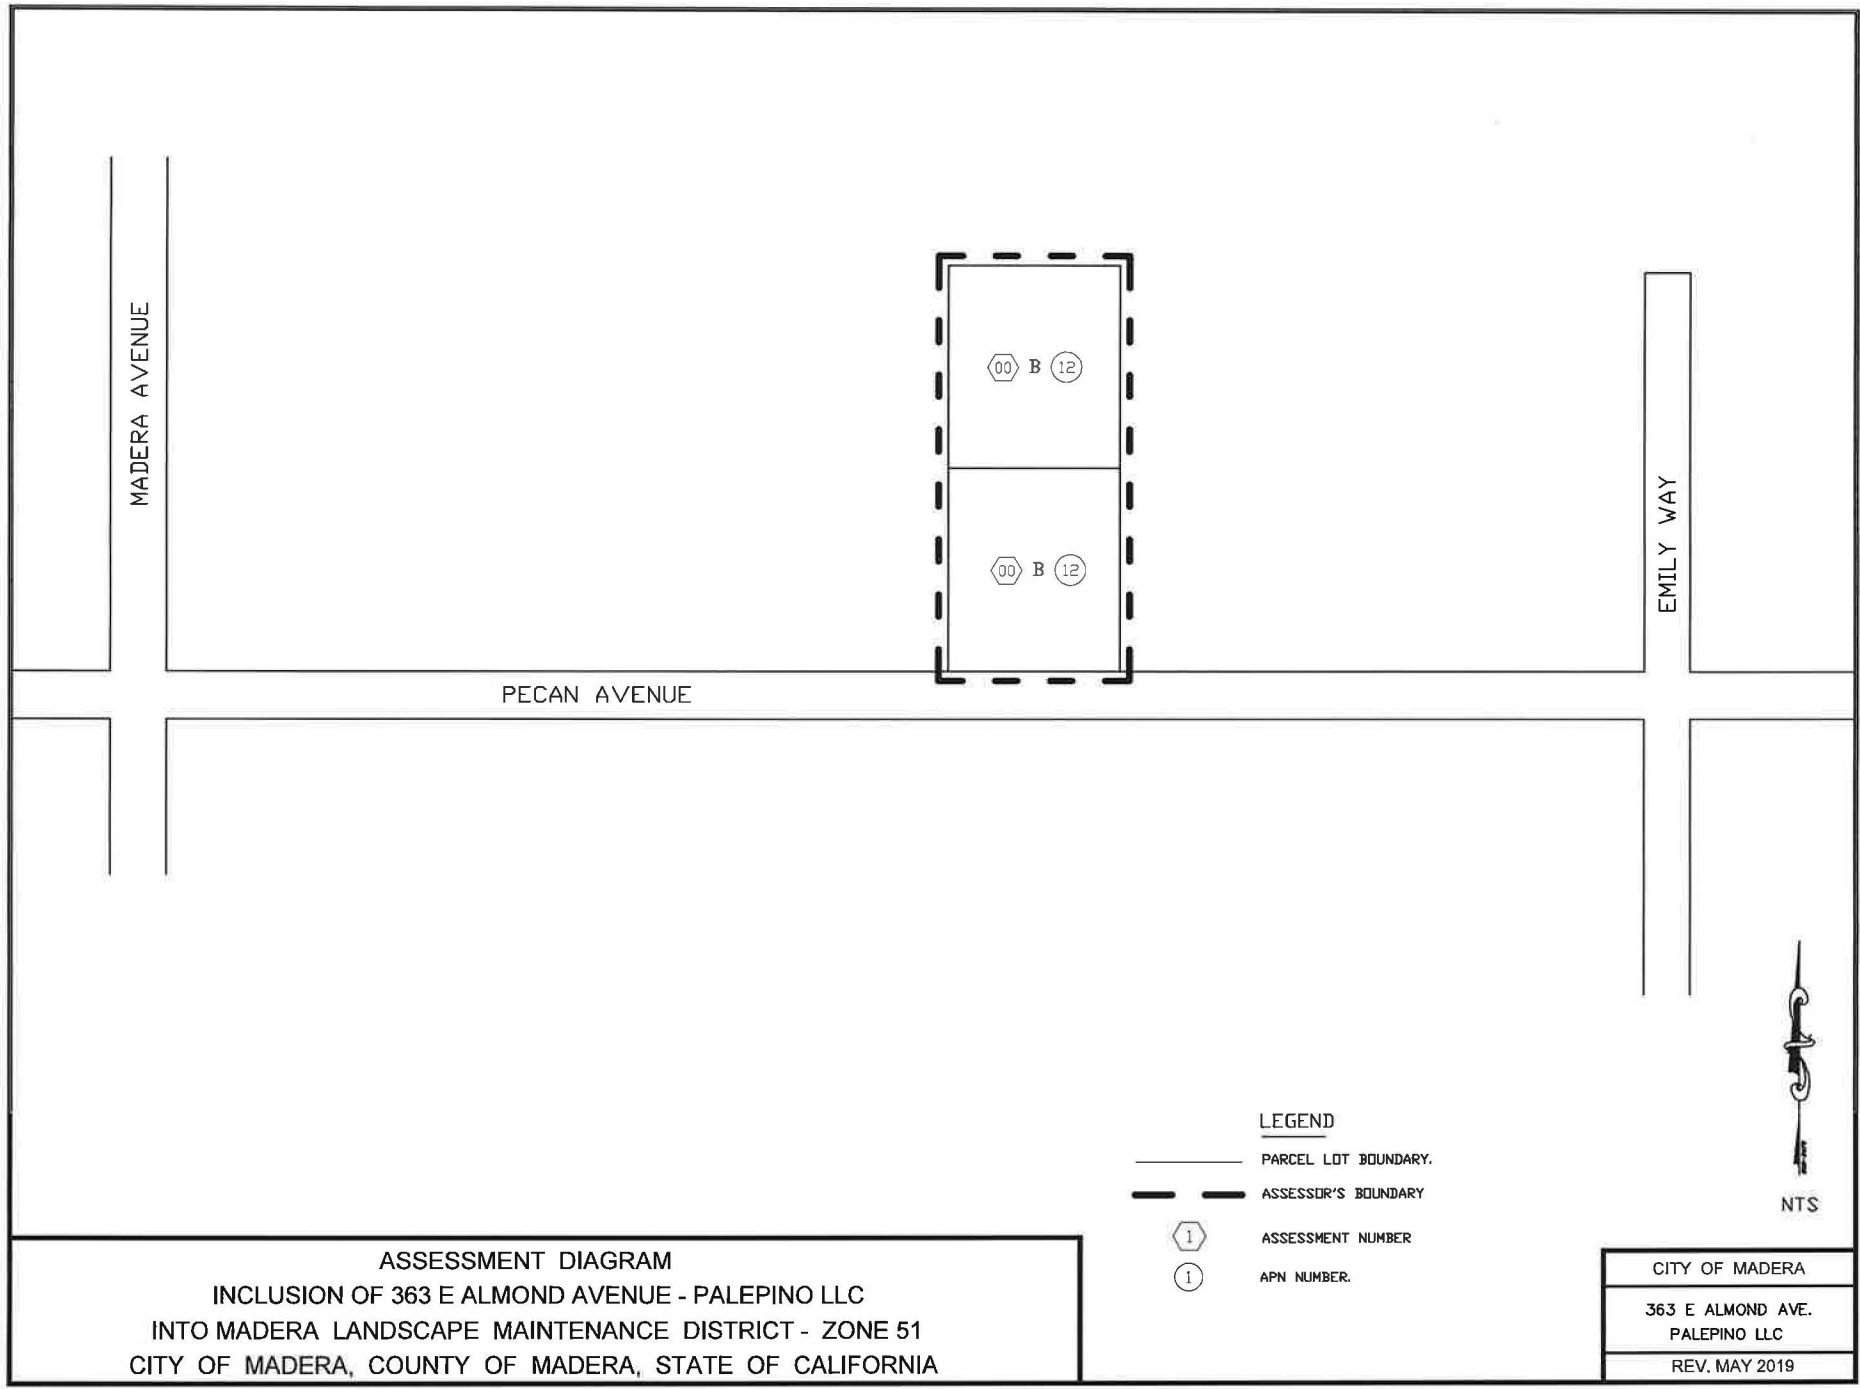 MADERA AVENUE
00 B 12
00 B 12
EMILY WAY
PECAN AVENUE
LEGEND
PARCEL LOT BOUNDARY.
ASSESSOR'S BOUNDARY
1 ASSESSMENT NUMBER
1 APN NUMBER.
NTS
ASSESSMENT DIAGRAM
INCLUSION OF 363 E ALMOND AVENUE - PALEPINO LLC
INTO MADERA LANDSCAPE MAINTENANCE DISTRICT - ZONE 51
CITY OF MADERA, COUNTY OF MADERA, STATE OF CALIFORNIA
CITY OF MADERA
363 E ALMOND AVE.
PALEPINO LLC
REV. MAY 2019